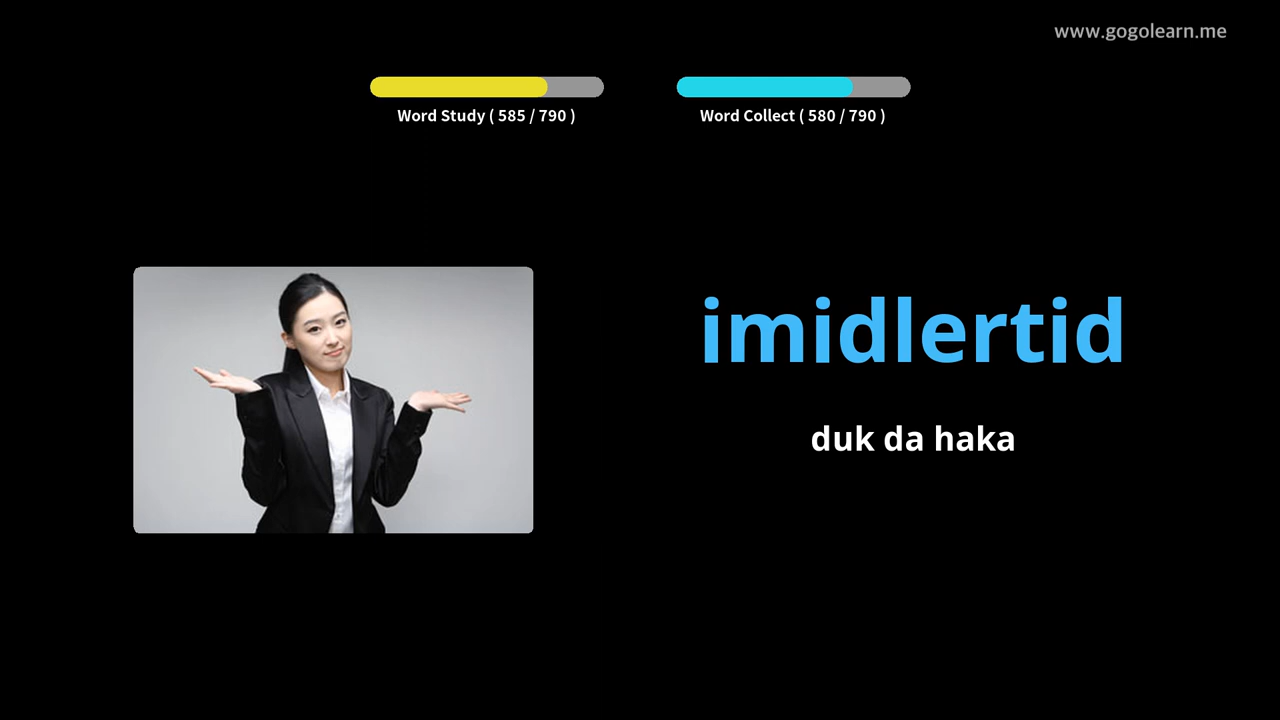 www.gogolearn.me
Word Study ( 585 / 790 )
Word Collect ( 580 / 790 )
imidlertid
duk da haka